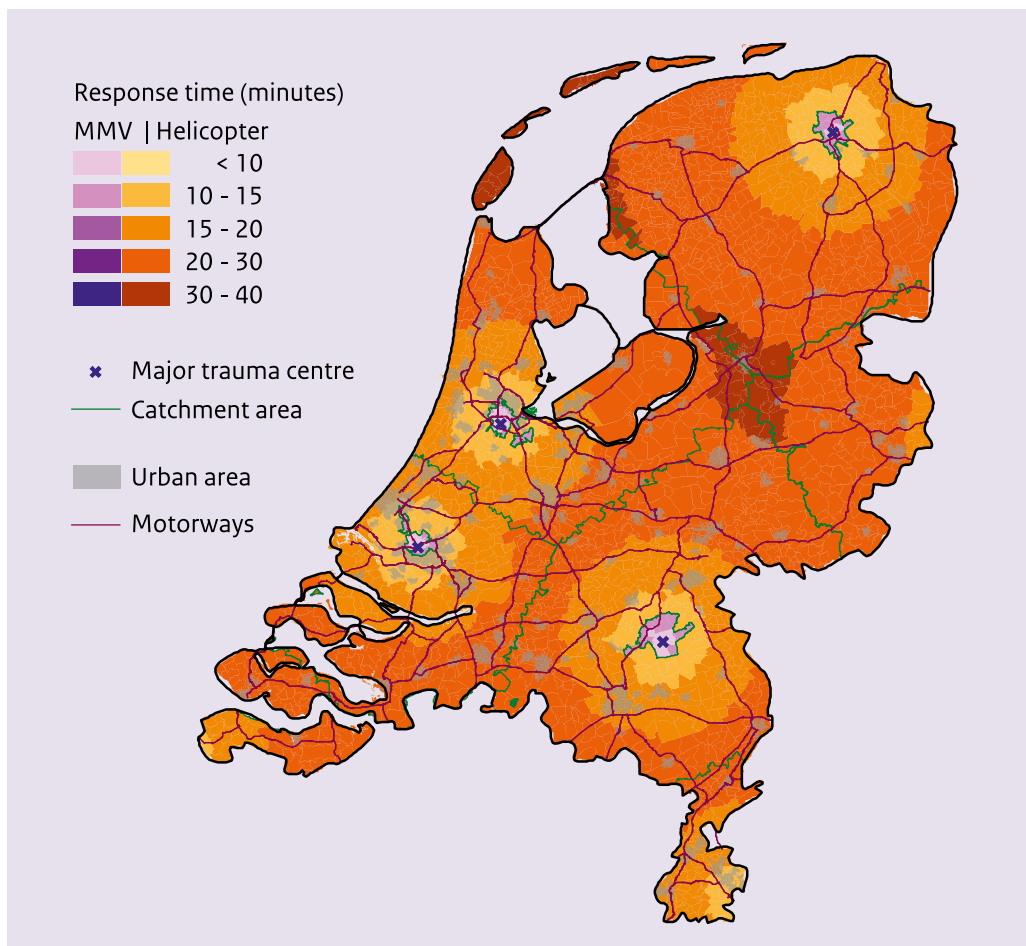 Response time (minutes)
MMV | Helicopter
< 10
10 - 15
15 - 20
20 - 30
30 - 40
Major trauma centre
Catchment area
Urban area
Motorways